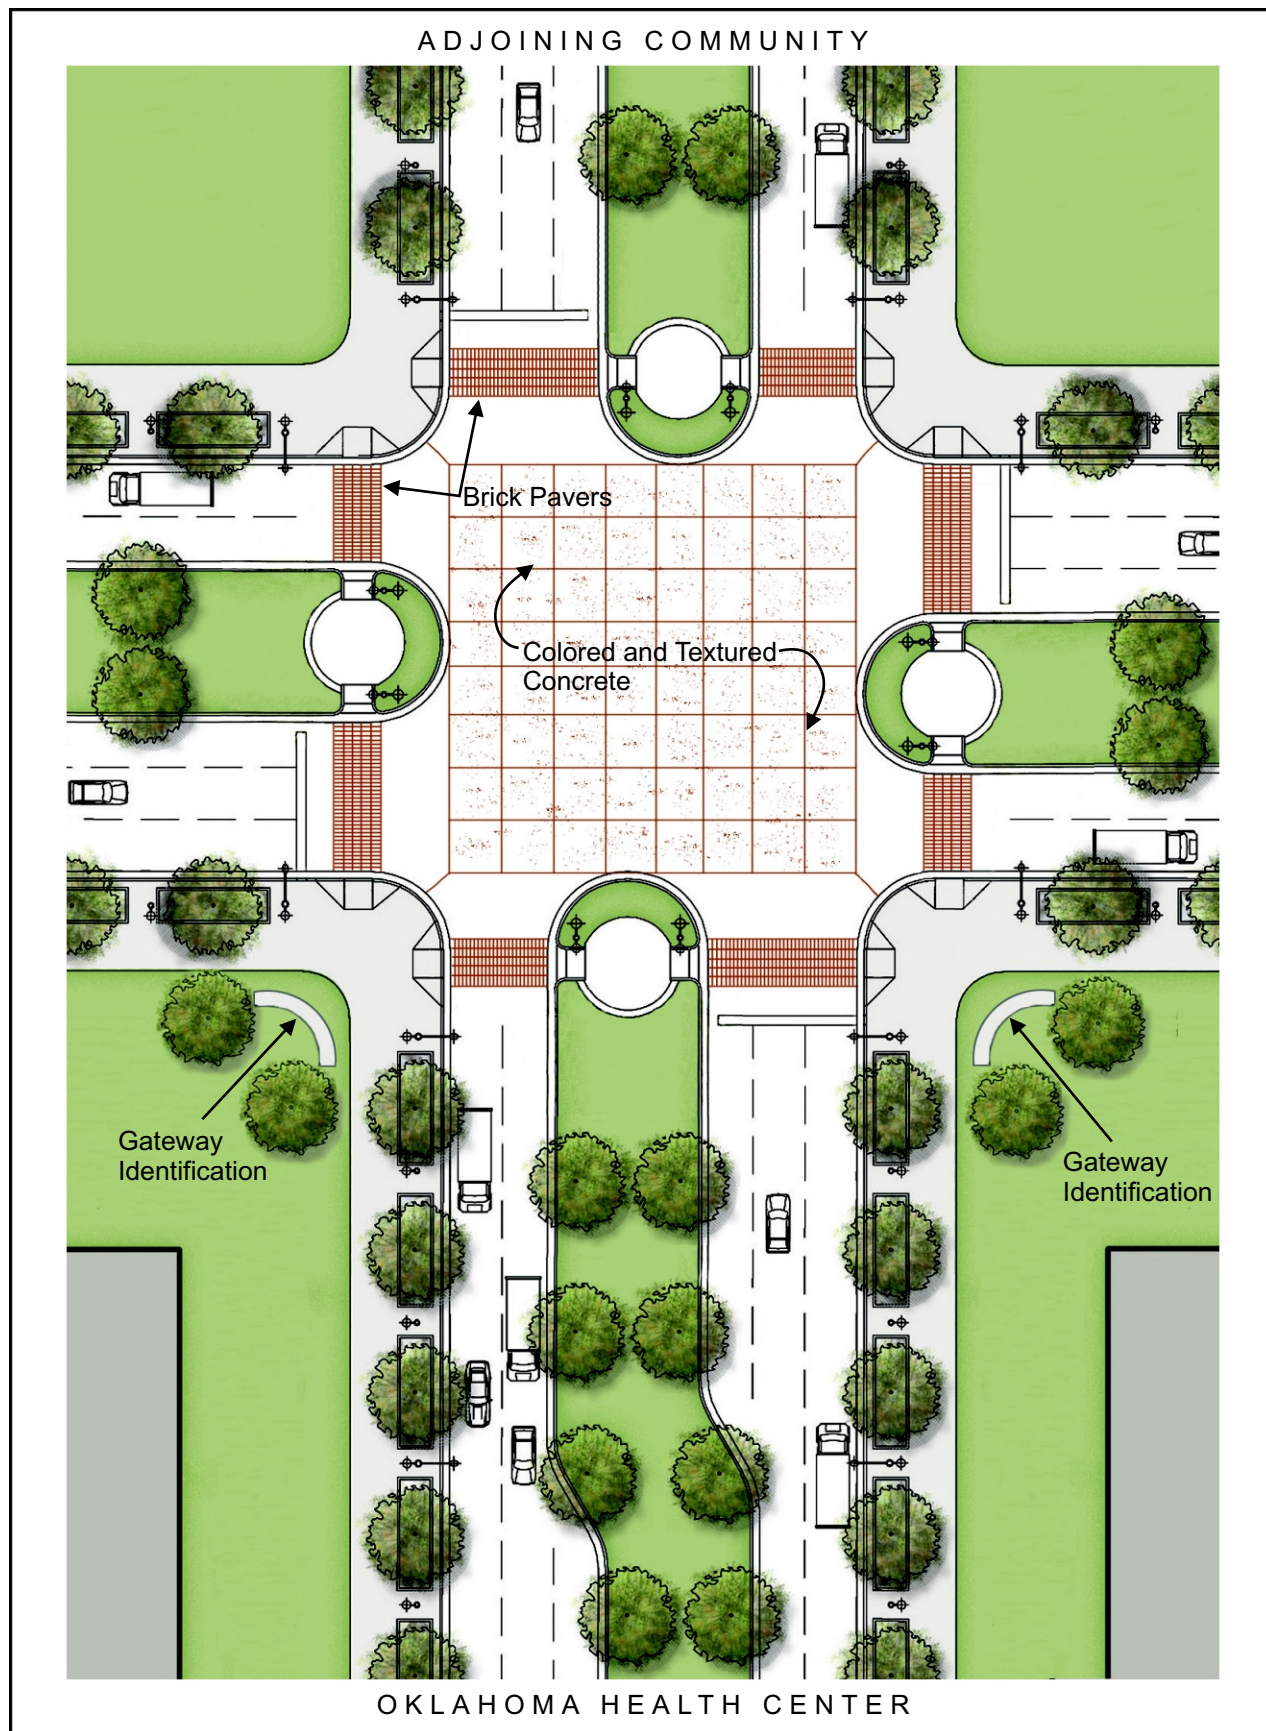 ADJOINING COMMUNITY
Brick Pavers
Colored and Textured
Concrete
Gateway
Identification
Gateway
Identification
OKLAHOMA HEALTH CENTER